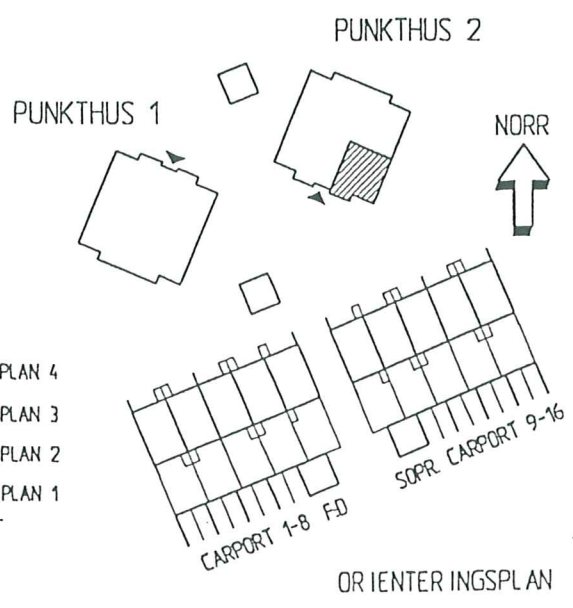 PUNKTHUS 2
PUNKTHUS 1
NORR
PLAN 4
PLAN 3
PLAN 2
PLAN 1
SOPR. CARPORT 9-16
CARPORT 1-8 F.D
ORIENTERINGSPLAN